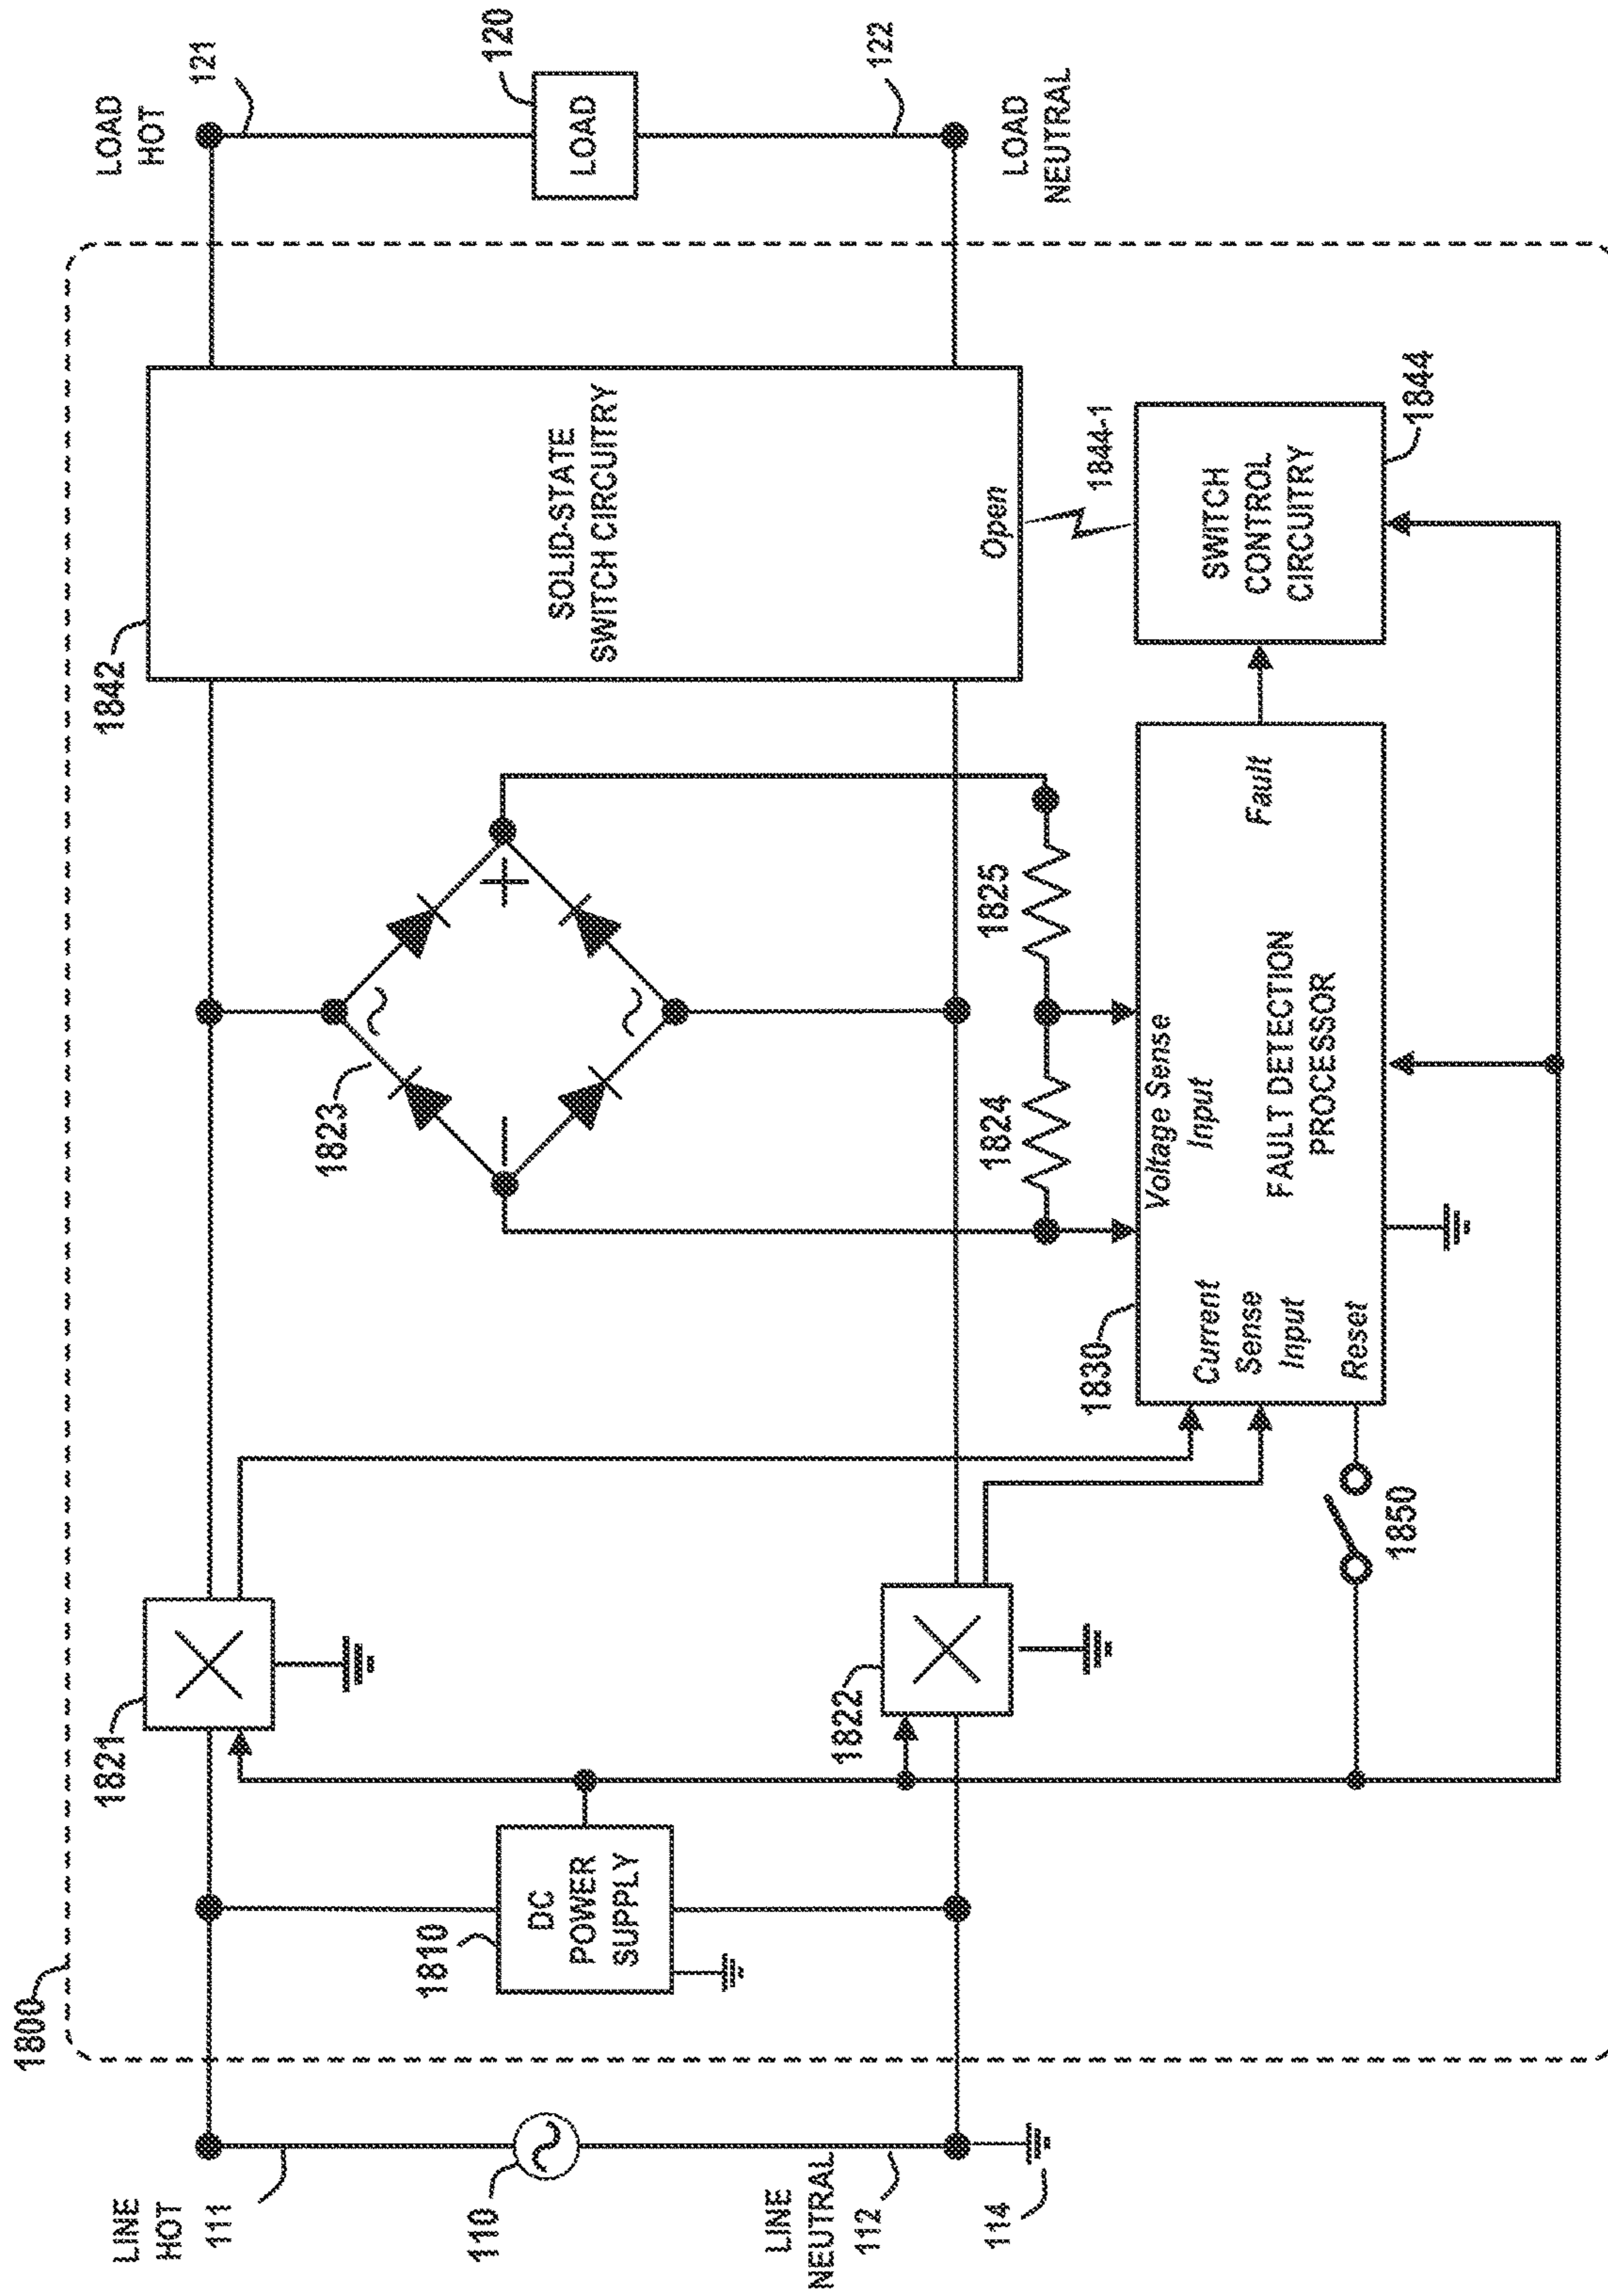 1800
LINE
HOT
111
110
LINE
NEUTRAL
112
114
1810
DC
POWER
SUPPLY
1821
1822
1823
1824
1825
1830
Voltage Sense
Input
Current
Sense
Input
Reset
FAULT DETECTION
PROCESSOR
Fault
1850
1842
SOLID-STATE
SWITCH CIRCUITRY
Open
1844-1
SWITCH
CONTROL
CIRCUITRY
1844
LOAD
HOT
121
120
LOAD
122
LOAD
NEUTRAL